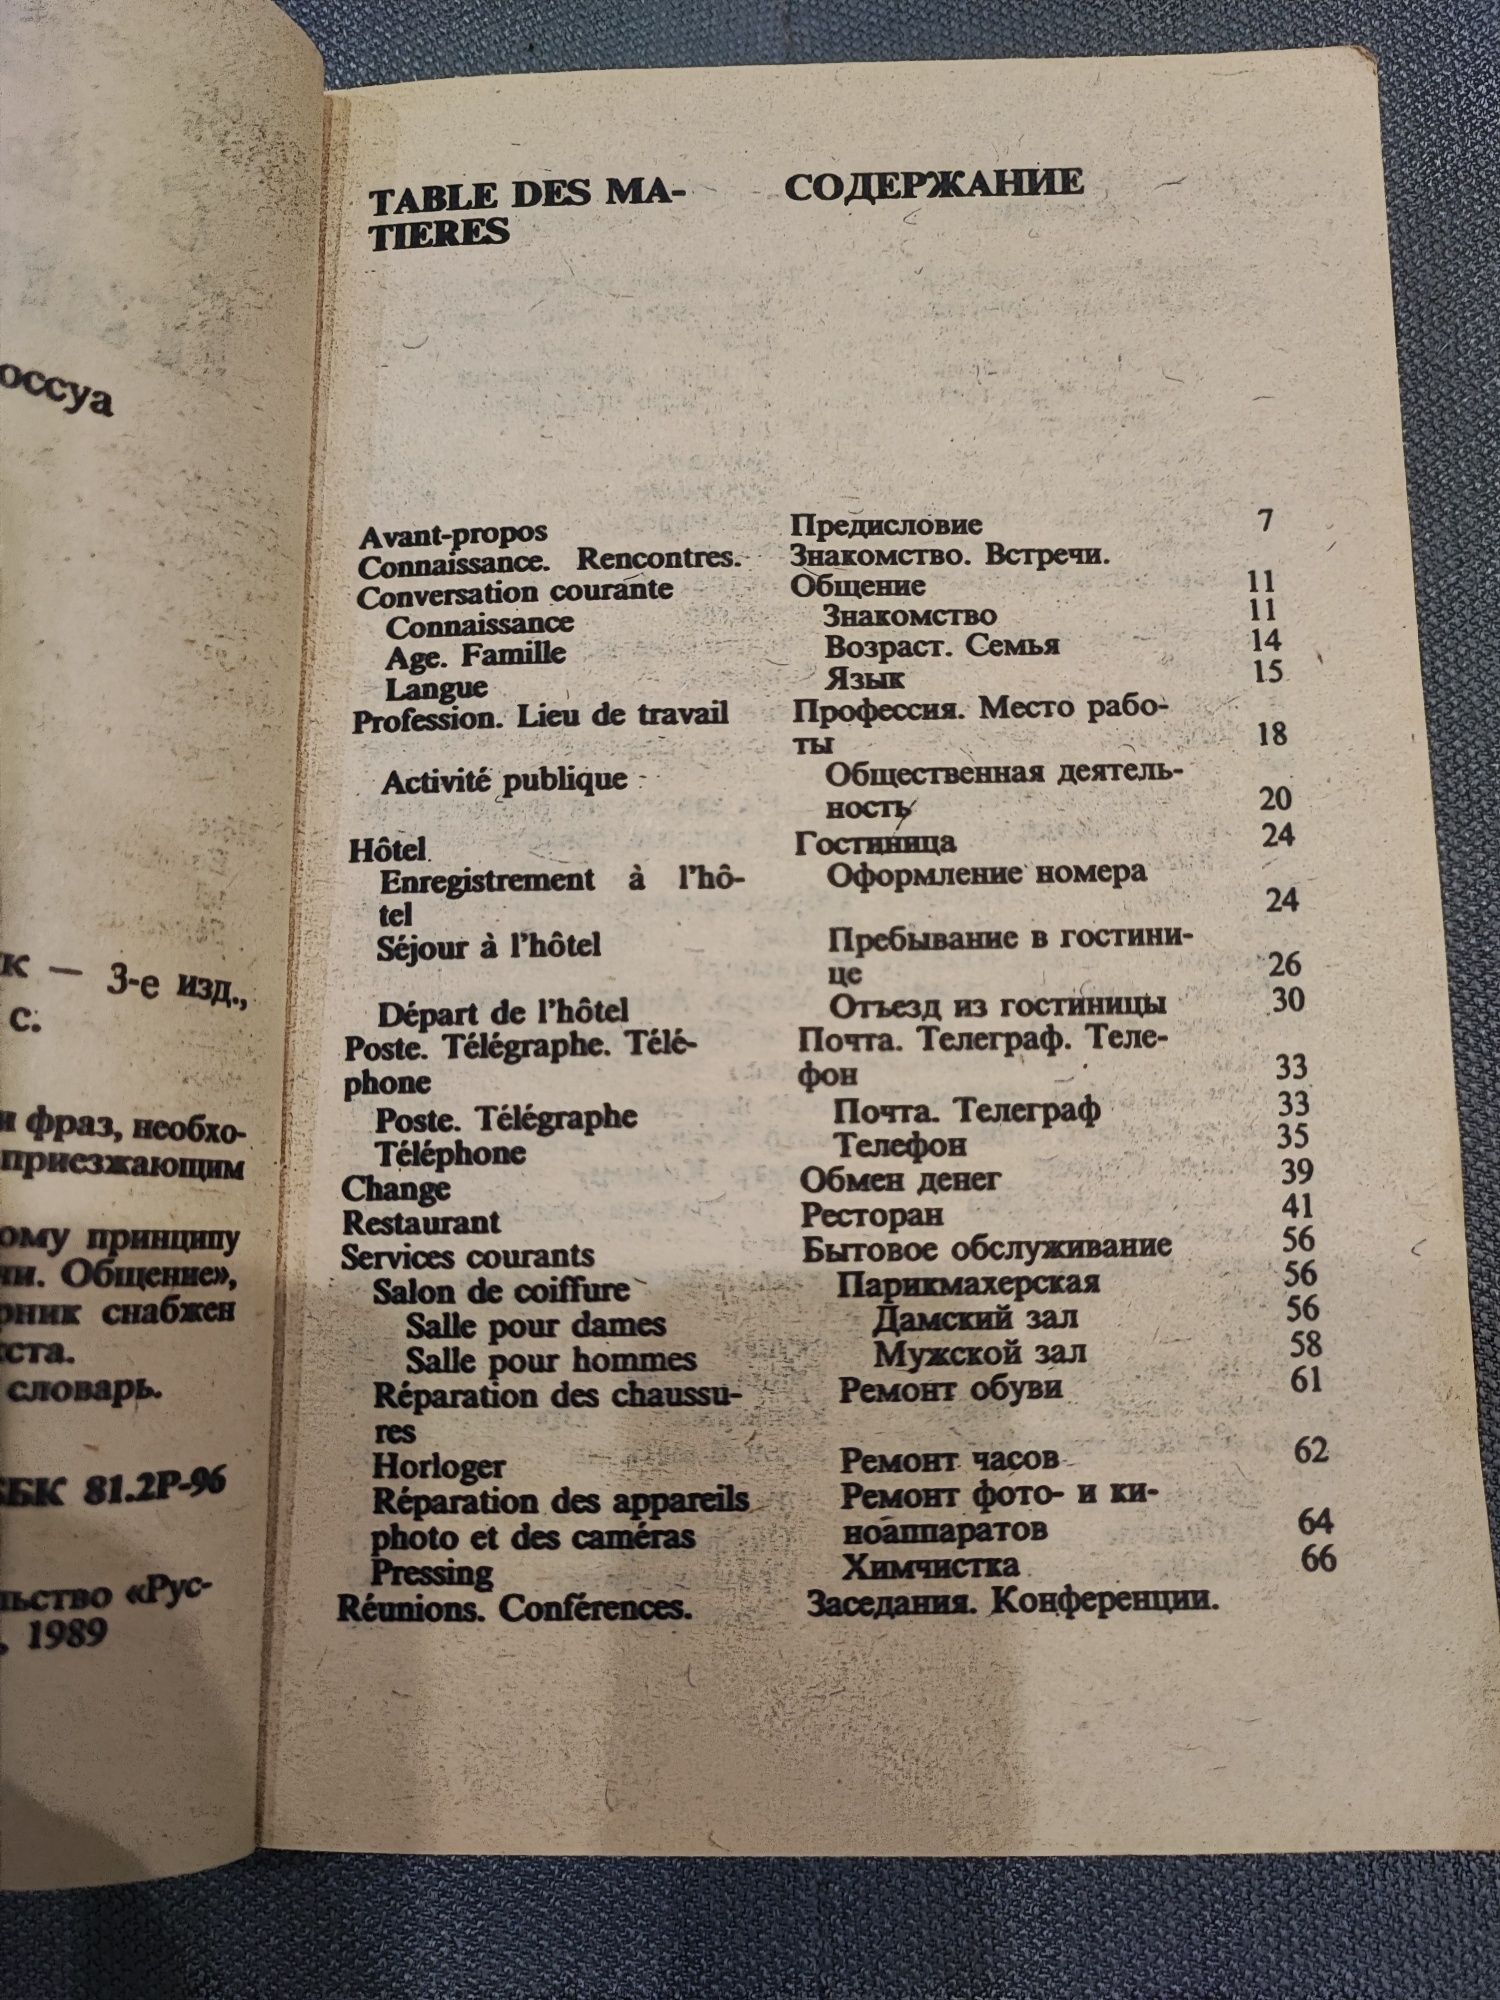 оссуа
к — 3-е изд.,
с.
и фраз, необхо-
приезжающим
ому принципу
чи. Общение»,
рник снабжен
кста.
словарь.
ББК 81.2Р-96
льство «Рус-
, 1989
TABLE DES MA-
TIERES
СОДЕРЖАНИЕ
Avant-propos Предисловие 7
Connaissance. Rencontres. Знакомство. Встречи.
Conversation courante Общение 11
Connaissance Знакомство 11
Age. Famille Возраст. Семья 14
Langue Язык 15
Profession. Lieu de travail Профессия. Место рабо-
ты 18
Activité publique Общественная деятель-
ность 20
Hôtel Гостиница 24
Enregistrement à l'hô- Оформление номера
tel 24
Séjour à l'hôtel Пребывание в гостини-
це 26
Départ de l'hôtel Отъезд из гостиницы 30
Poste. Télégraphe. Télé- Почта. Телеграф. Теле-
phone фон 33
Poste. Télégraphe Почта. Телеграф 33
Téléphone Телефон 35
Change Обмен денег 39
Restaurant Ресторан 41
Services courants Бытовое обслуживание 56
Salon de coiffure Парикмахерская 56
Salle pour dames Дамский зал 56
Salle pour hommes Мужской зал 58
Réparation des chaussu- Ремонт обуви 61
res
Horloger Ремонт часов 62
Réparation des appareils Ремонт фото- и ки-
photo et des caméras ноаппаратов 64
Pressing Химчистка 66
Réunions. Conférences. Заседания. Конференции.